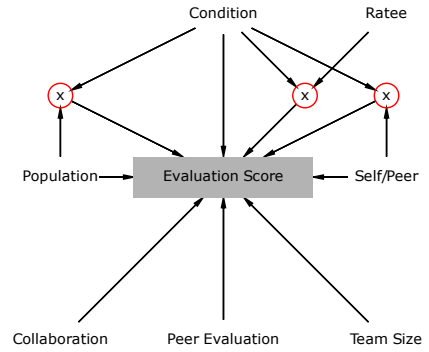 Condition
Ratee
x
x
x
Population
Evaluation Score
Self/Peer
Collaboration
Peer Evaluation
Team Size